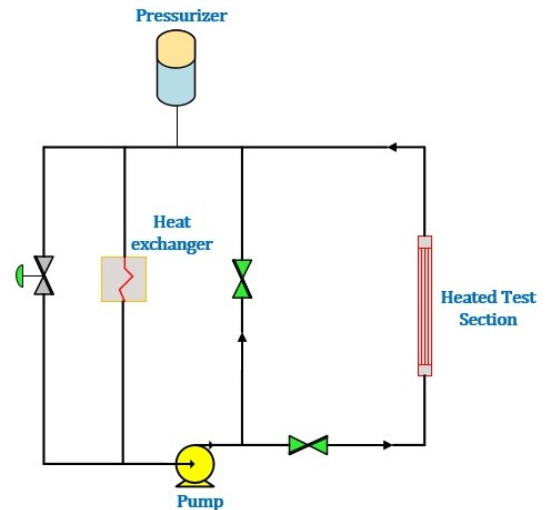 Pressurizer
Heat
exchanger
Heated Test
Section
Pump